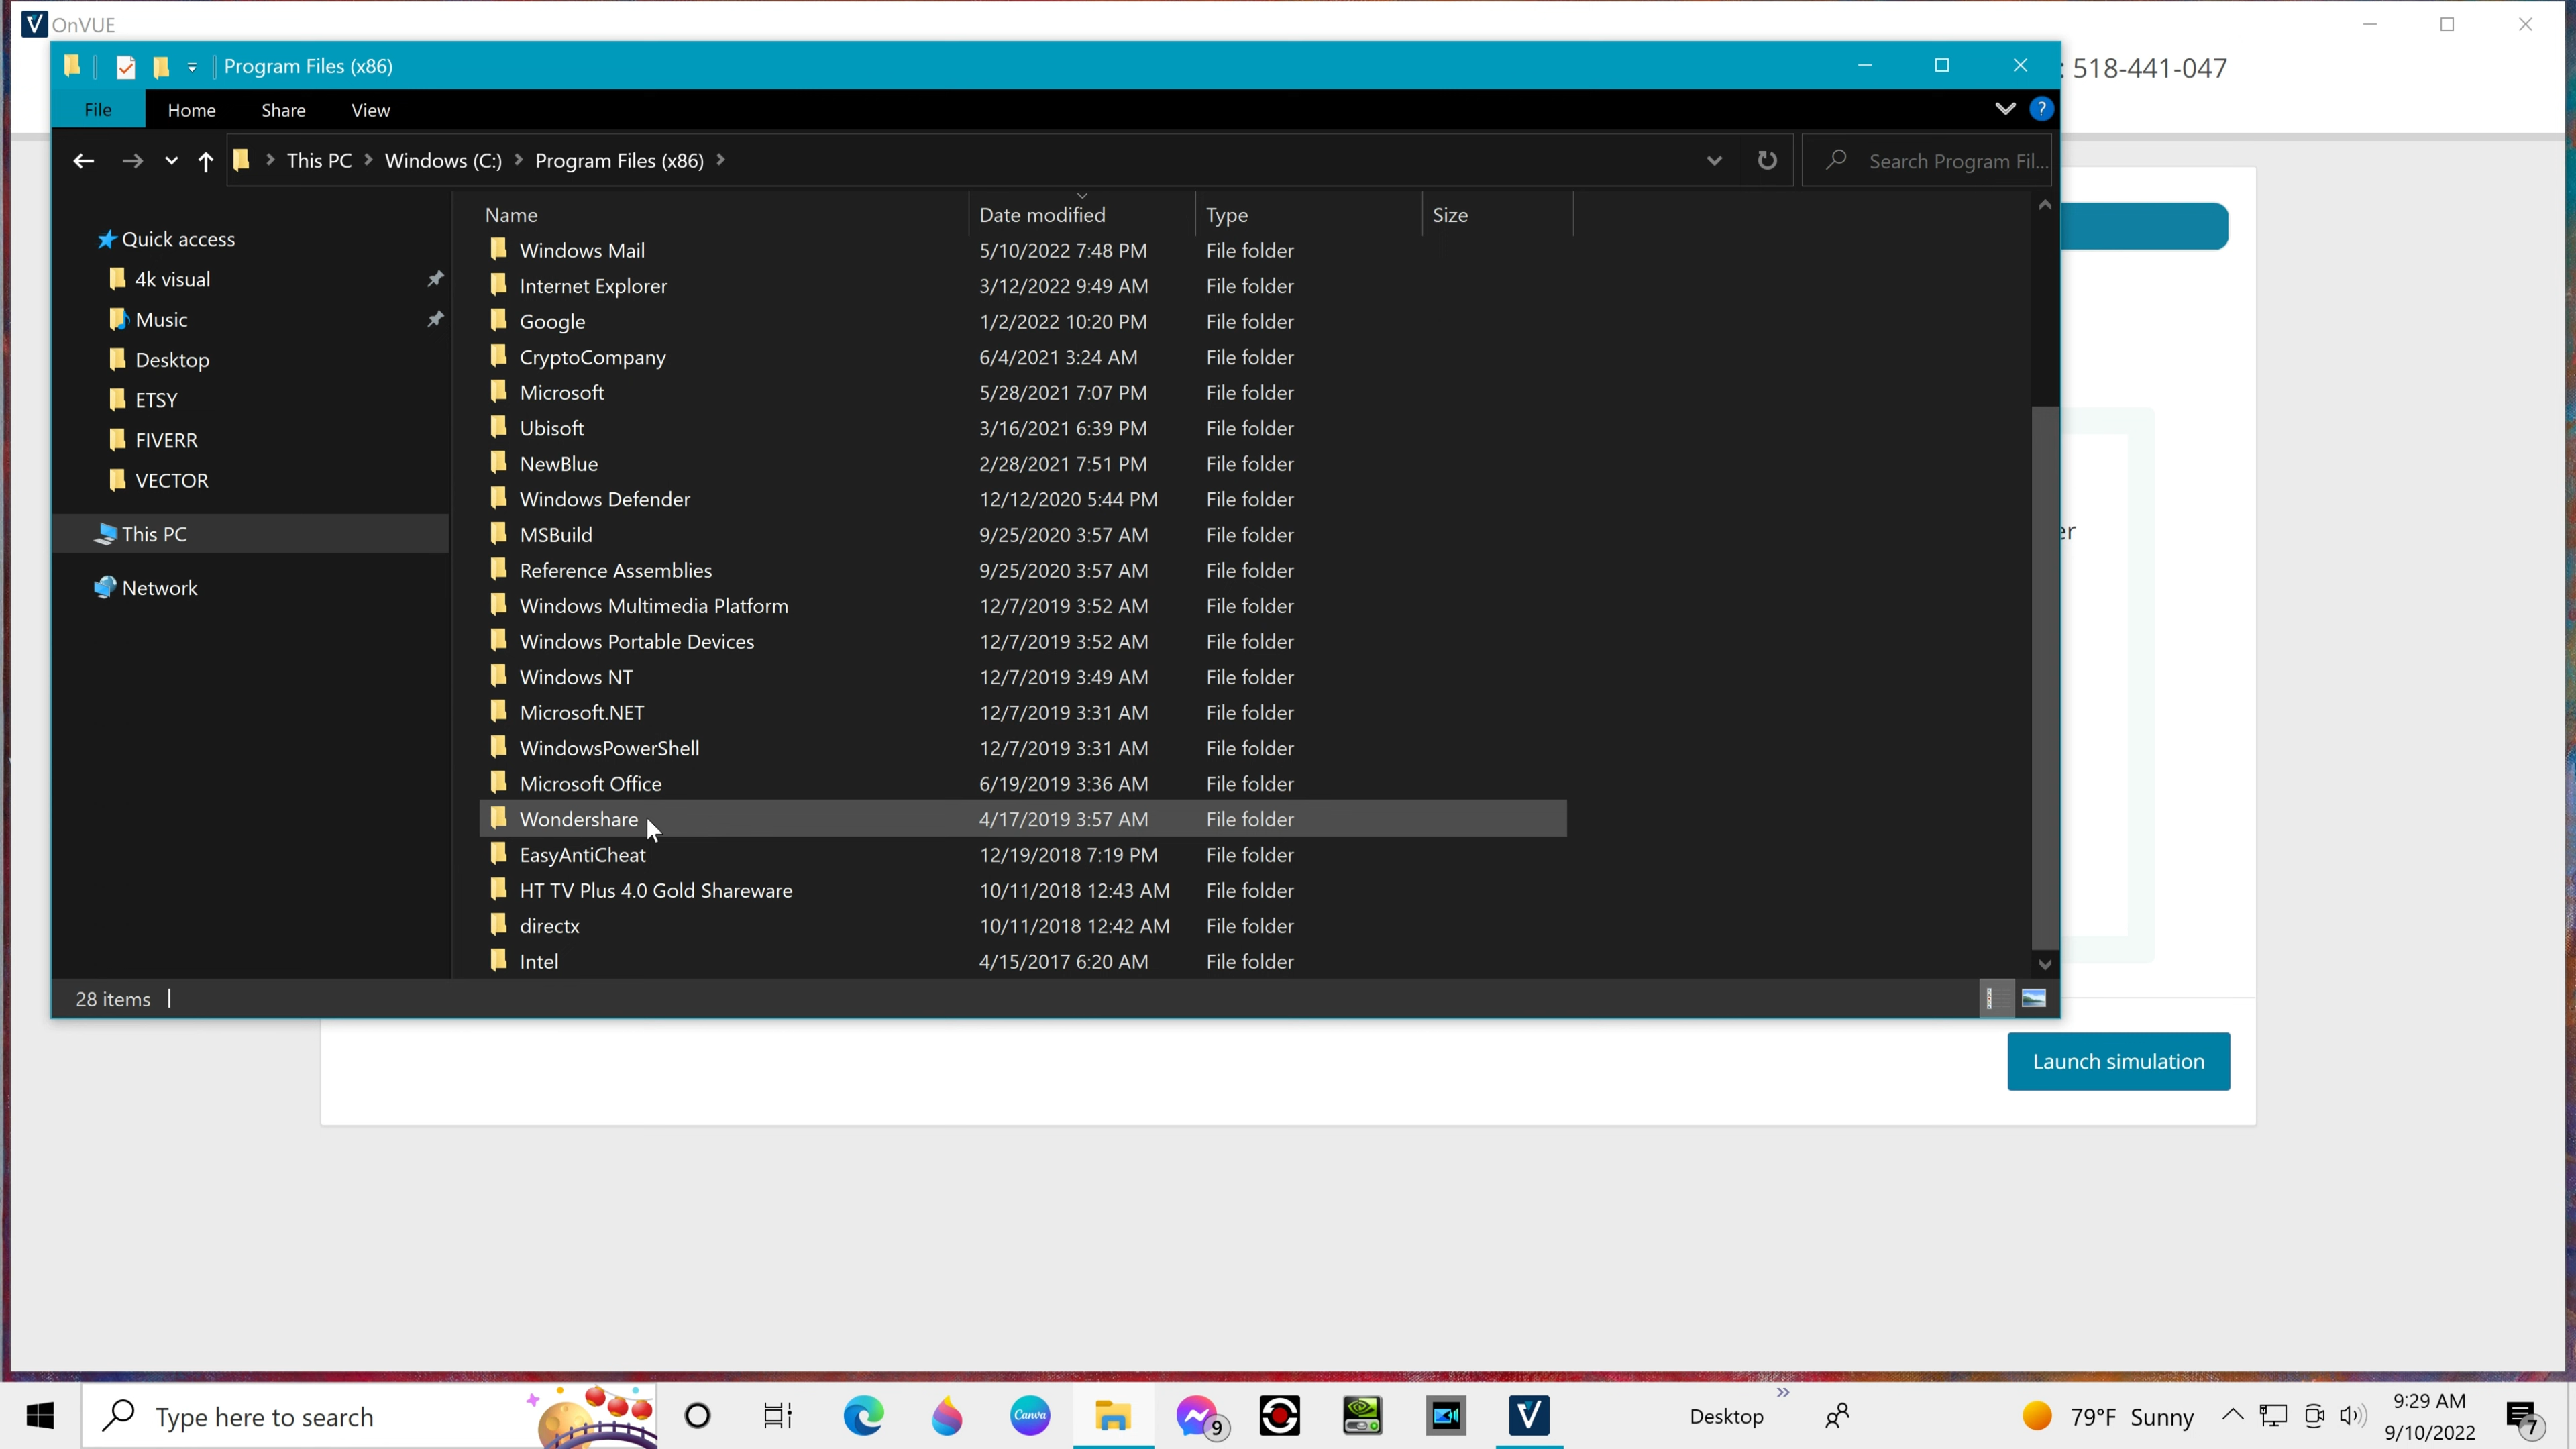 OnVUE
Program Files (x86)
: 518-441-047
File Home Share View
This PC Windows (C:) Program Files (x86)
Search Program Fil...
Name Date modified Type Size
Quick access
4k visual
Music
Desktop
ETSY
FIVERR
VECTOR
This PC
Network
Windows Mail 5/10/2022 7:48 PM File folder
Internet Explorer 3/12/2022 9:49 AM File folder
Google 1/2/2022 10:20 PM File folder
CryptoCompany 6/4/2021 3:24 AM File folder
Microsoft 5/28/2021 7:07 PM File folder
Ubisoft 3/16/2021 6:39 PM File folder
NewBlue 2/28/2021 7:51 PM File folder
Windows Defender 12/12/2020 5:44 PM File folder
MSBuild 9/25/2020 3:57 AM File folder
Reference Assemblies 9/25/2020 3:57 AM File folder
Windows Multimedia Platform 12/7/2019 3:52 AM File folder
Windows Portable Devices 12/7/2019 3:52 AM File folder
Windows NT 12/7/2019 3:49 AM File folder
Microsoft.NET 12/7/2019 3:31 AM File folder
WindowsPowerShell 12/7/2019 3:31 AM File folder
Microsoft Office 6/19/2019 3:36 AM File folder
Wondershare 4/17/2019 3:57 AM File folder
EasyAntiCheat 12/19/2018 7:19 PM File folder
HT TV Plus 4.0 Gold Shareware 10/11/2018 12:43 AM File folder
directx 10/11/2018 12:42 AM File folder
Intel 4/15/2017 6:20 AM File folder
er
28 items
Launch simulation
Type here to search
Canva
9
Desktop
79°F Sunny
9:29 AM
9/10/2022
7